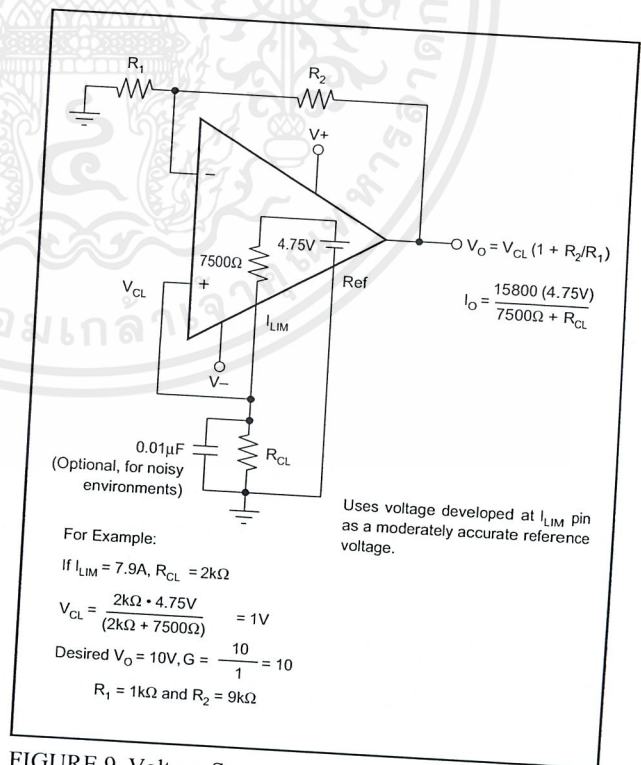 R1
R2
V+
−
4.75V
7500Ω
Ref
VO = VCL (1 + R2/R1)
IO = 15800 (4.75V) / 7500Ω + RCL
VCL
+
ILIM
V–
0.01µF
(Optional, for noisy
environments)
RCL
Uses voltage developed at ILIM pin
as a moderately accurate reference
voltage.
For Example:
If ILIM = 7.9A, RCL = 2kΩ
VCL = 2kΩ • 4.75V / (2kΩ + 7500Ω) = 1V
Desired VO = 10V, G = 10 / 1 = 10
R1 = 1kΩ and R2 = 9kΩ
FIGURE 9.